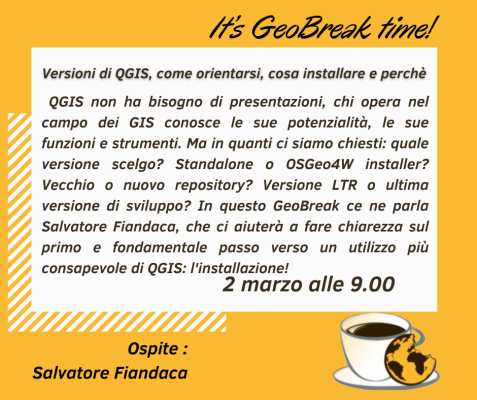 It's GeoBreak time!
Versioni di QGIS, come orientarsi, cosa installare e perchè
QGIS non ha bisogno di presentazioni, chi opera nel
campo dei GIS conosce le sue potenzialità, le sue
funzioni e strumenti. Ma in quanti ci siamo chiesti: quale
versione scelgo? Standalone o OSGeo4W installer?
Vecchio o nuovo repository? Versione LTR o ultima
versione di sviluppo? In questo GeoBreak ce ne parla
Salvatore Fiandaca, che ci aiuterà a fare chiarezza sul
primo e fondamentale passo verso un utilizzo più
consapevole di QGIS: l'installazione!
2 marzo alle 9.00
Ospite :
Salvatore Fiandaca